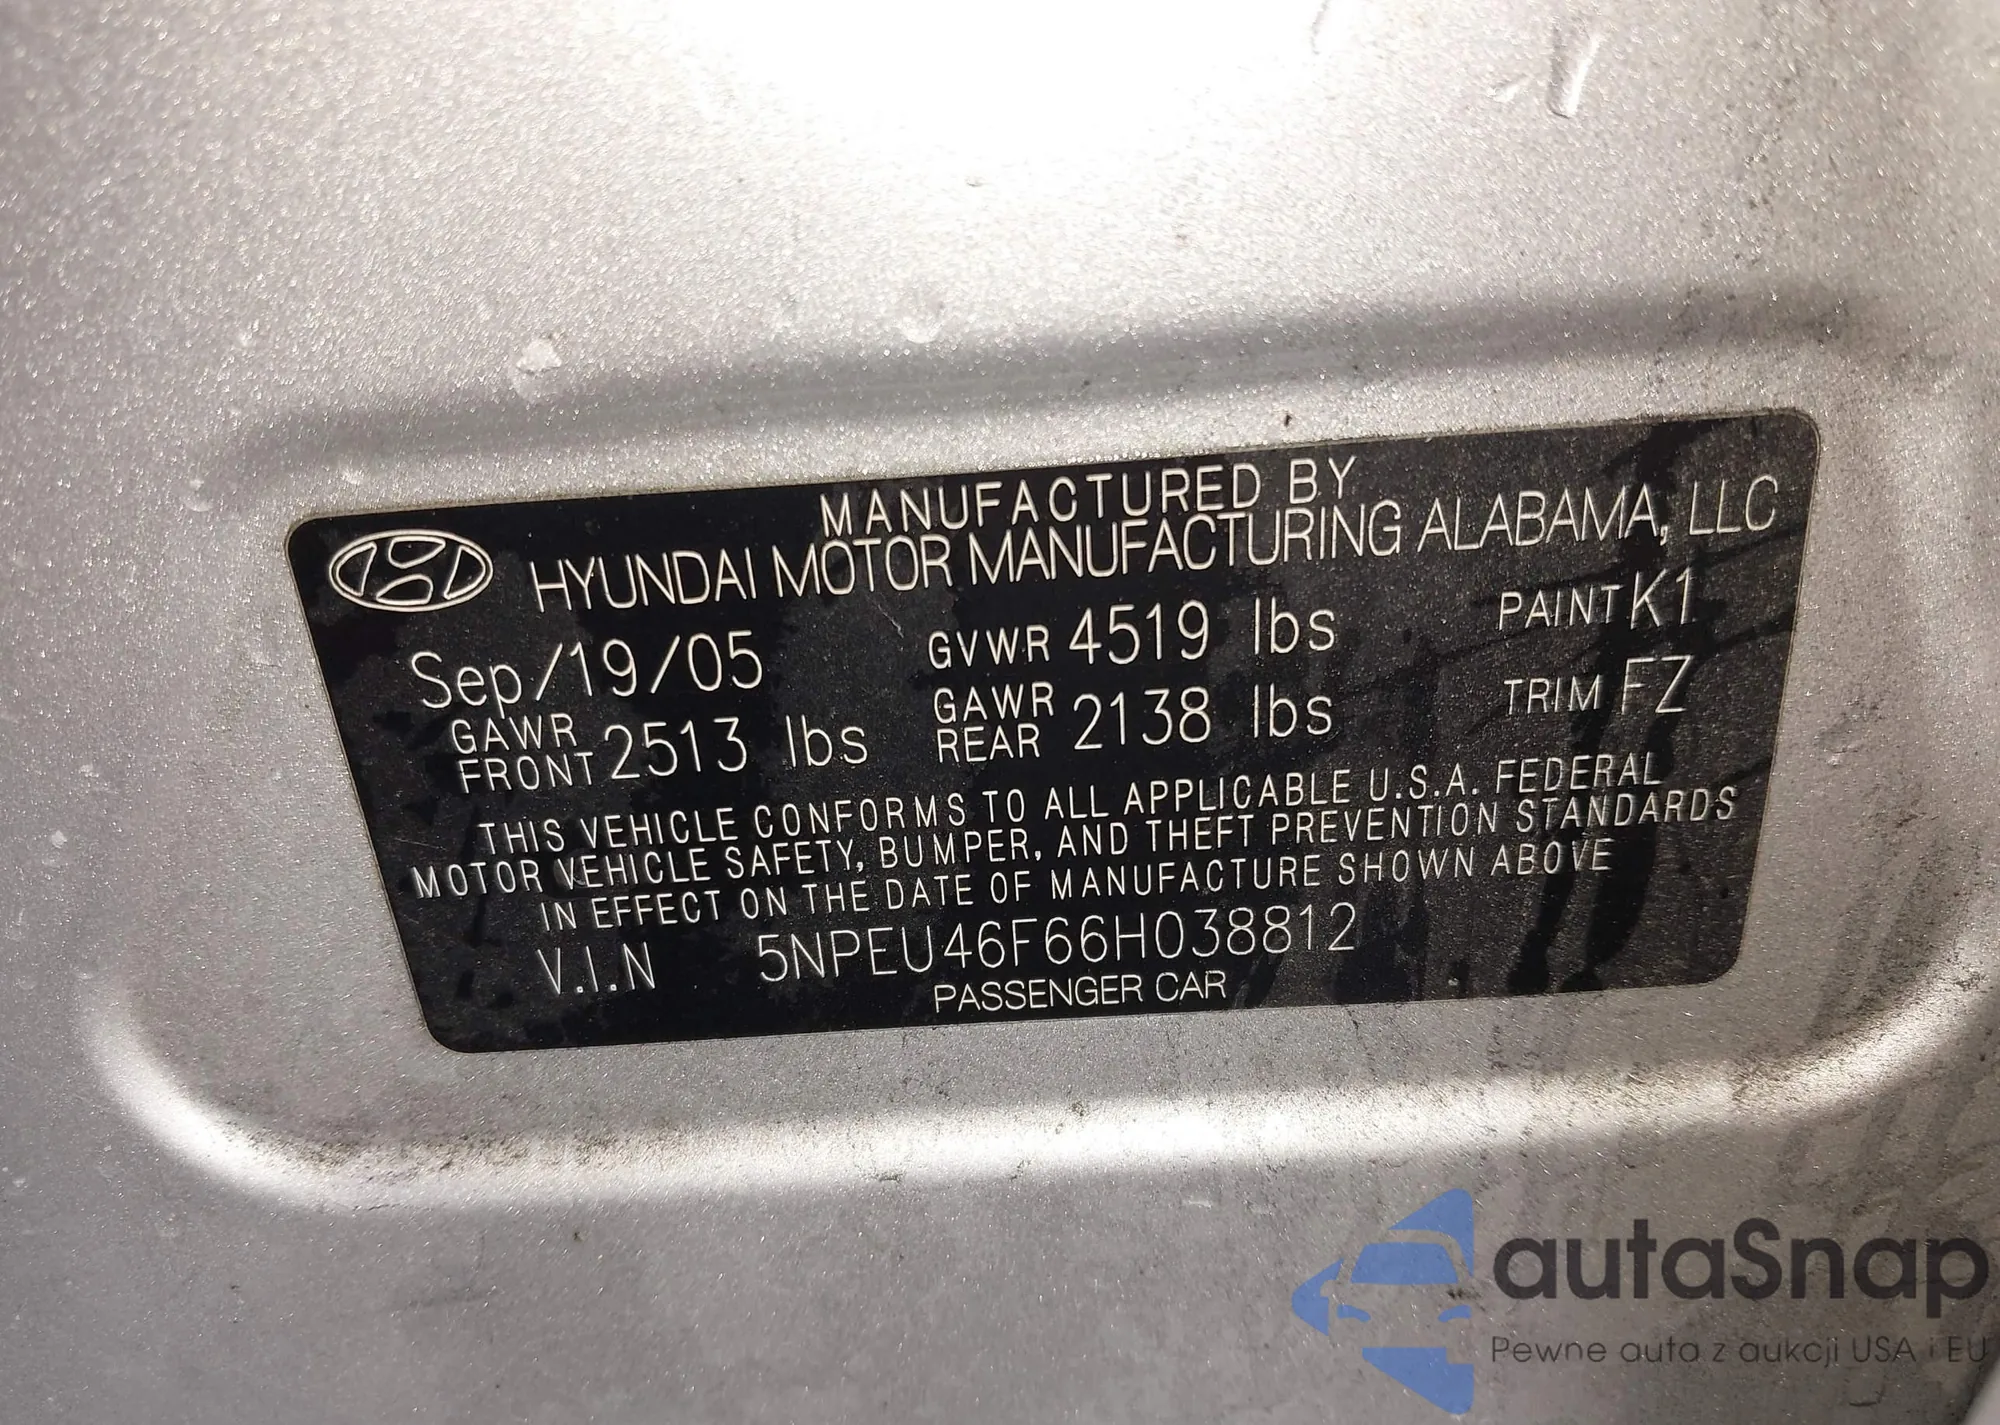 MANUFACTURED BY
HYUNDAI MOTOR MANUFACTURING ALABAMA, LLC
Sep/19/05 GVWR 4519 lbs PAINT K1
GAWR FRONT 2513 lbs GAWR REAR 2138 lbs TRIM FZ
THIS VEHICLE CONFORMS TO ALL APPLICABLE U.S.A. FEDERAL
MOTOR VEHICLE SAFETY, BUMPER, AND THEFT PREVENTION STANDARDS
IN EFFECT ON THE DATE OF MANUFACTURE SHOWN ABOVE
V.I.N 5NPEU46F66H038812
PASSENGER CAR
autaSnap
Pewne auta z aukcji USA i EU